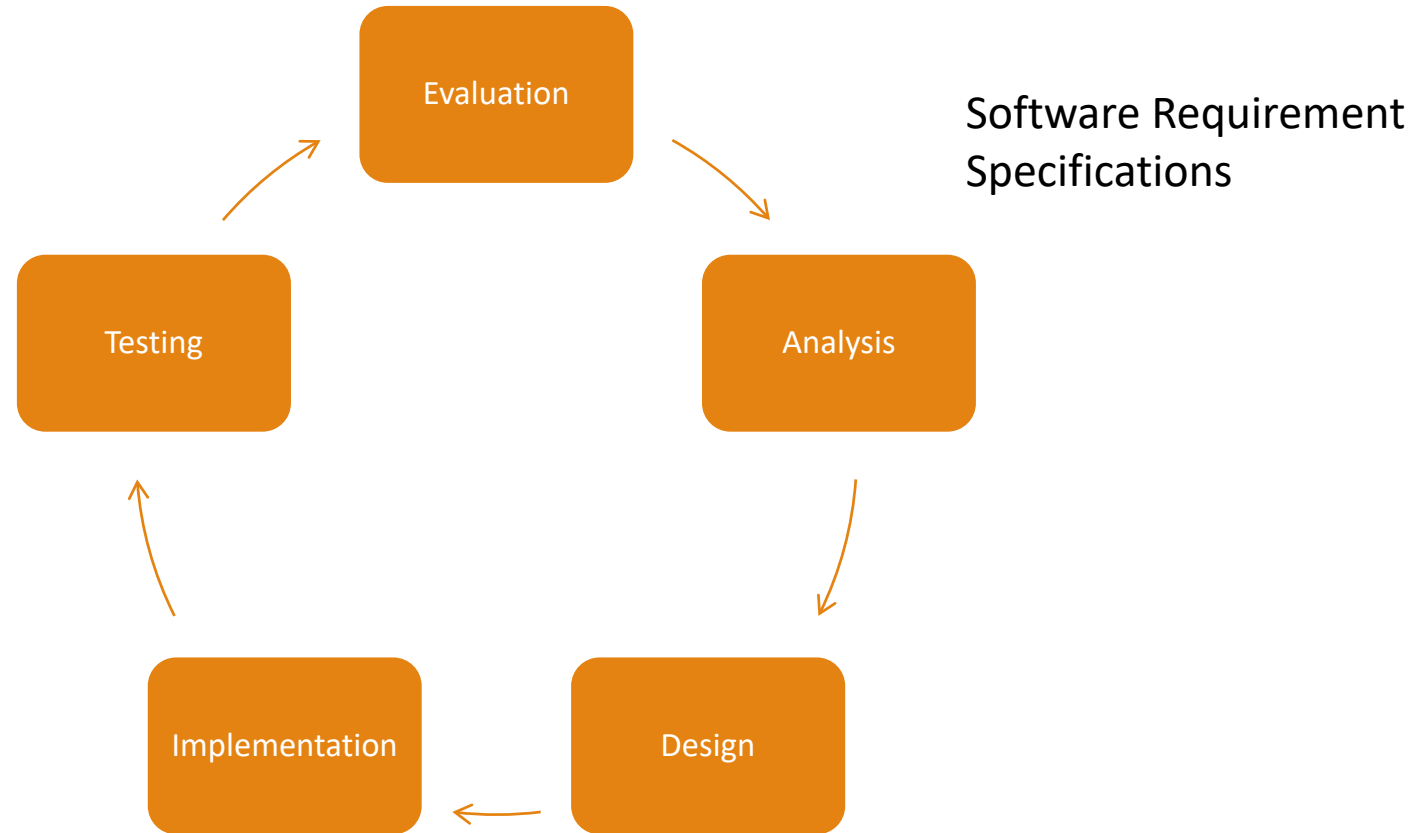 Evaluation
Software Requirement
Specifications
Testing
Analysis
Implementation
Design